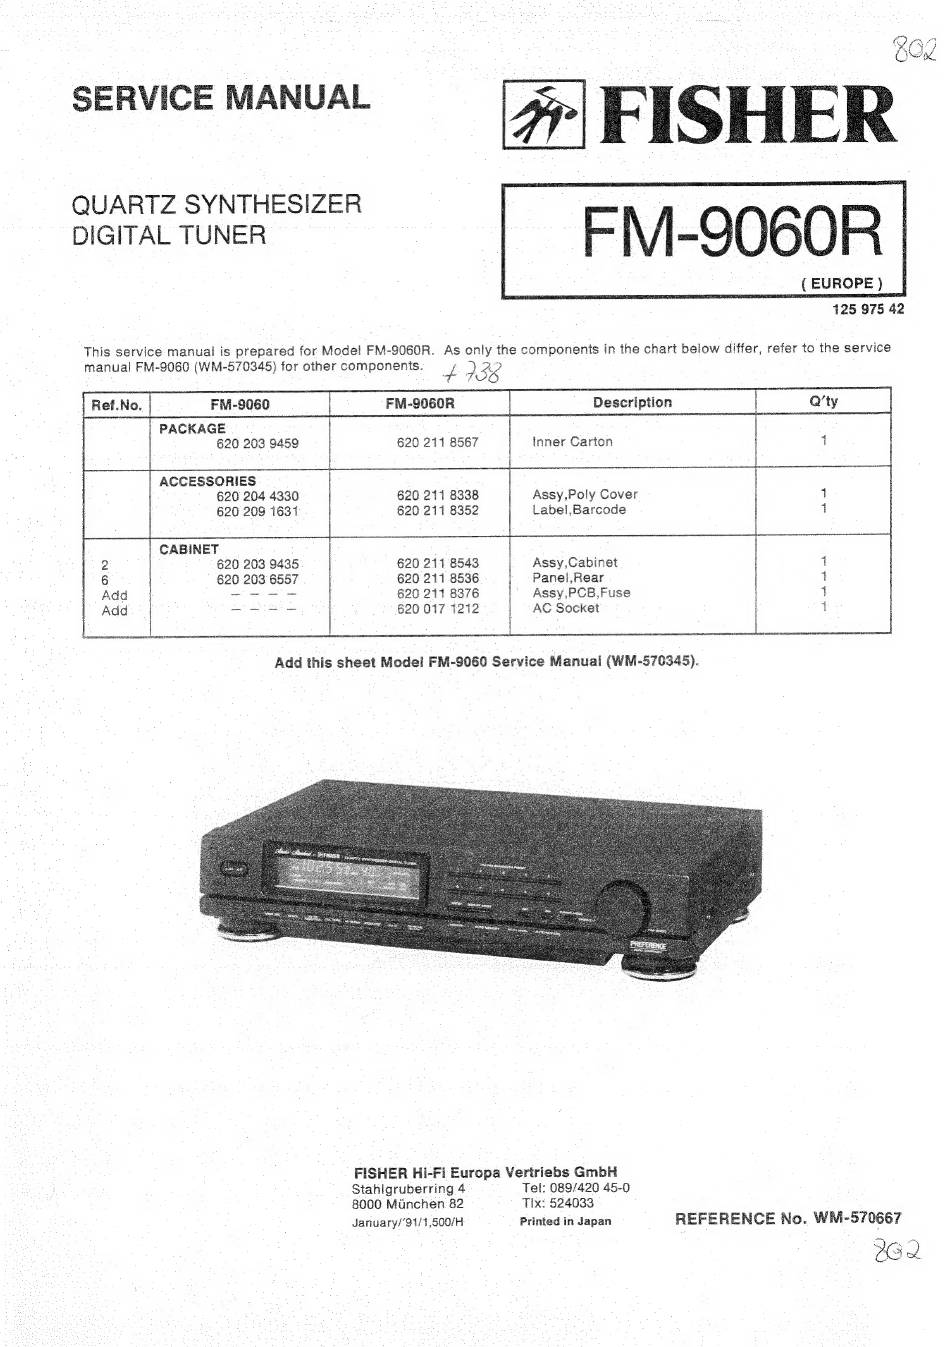 802
SERVICE MANUAL
FISHER
QUARTZ SYNTHESIZER
DIGITAL TUNER
FM-9060R
( EUROPE )
125 975 42
This service manual is prepared for Model FM-9060R. As only the components in the chart below differ, refer to the service
manual FM-9060 (WM-570345) for other components.
+ 738
Ref.No. FM-9060 FM-9060R Description Q'ty
PACKAGE
620 203 9459 620 211 8567 Inner Carton 1
ACCESSORIES
620 204 4330 620 211 8338 Assy,Poly Cover 1
620 209 1631 620 211 8352 Label,Barcode 1
CABINET
2 620 203 9435 620 211 8543 Assy,Cabinet 1
6 620 203 6557 620 211 8536 Panel,Rear 1
Add – – – – 620 211 8376 Assy,PCB,Fuse 1
Add – – – – 620 017 1212 AC Socket 1
Add this sheet Model FM-9060 Service Manual (WM-570345).
FISHER
PREFERENCE
FISHER Hi-Fi Europa Vertriebs GmbH
Stahlgruberring 4 Tel: 089/420 45-0
8000 München 82 Tlx: 524033
January/'91/1,500/H Printed in Japan
REFERENCE No. WM-570667
802